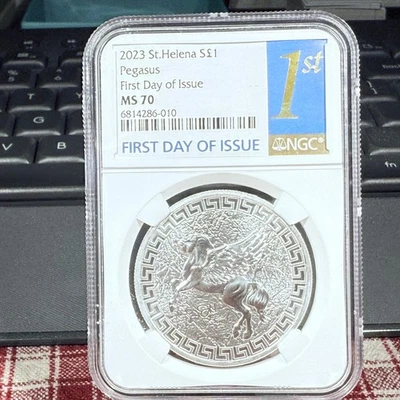 2023 St.Helena S£1
Pegasus
First Day of Issue
MS 70
6814286-010
1st
FIRST DAY OF ISSUE
NGC®